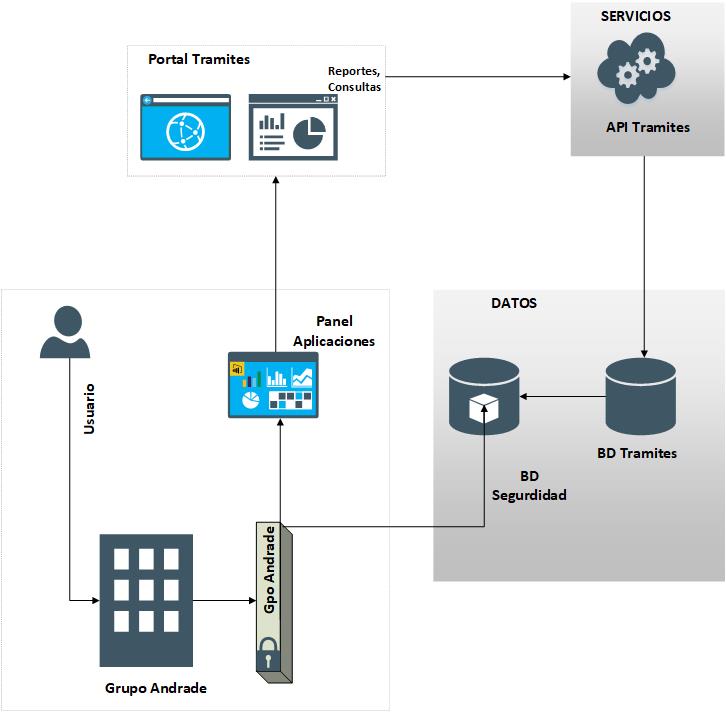 SERVICIOS
Portal Tramites
Reportes,
Consultas
API Tramites
DATOS
Panel
Aplicaciones
Usuario
BD Tramites
BD
Segurdidad
Gpo Andrade
Grupo Andrade